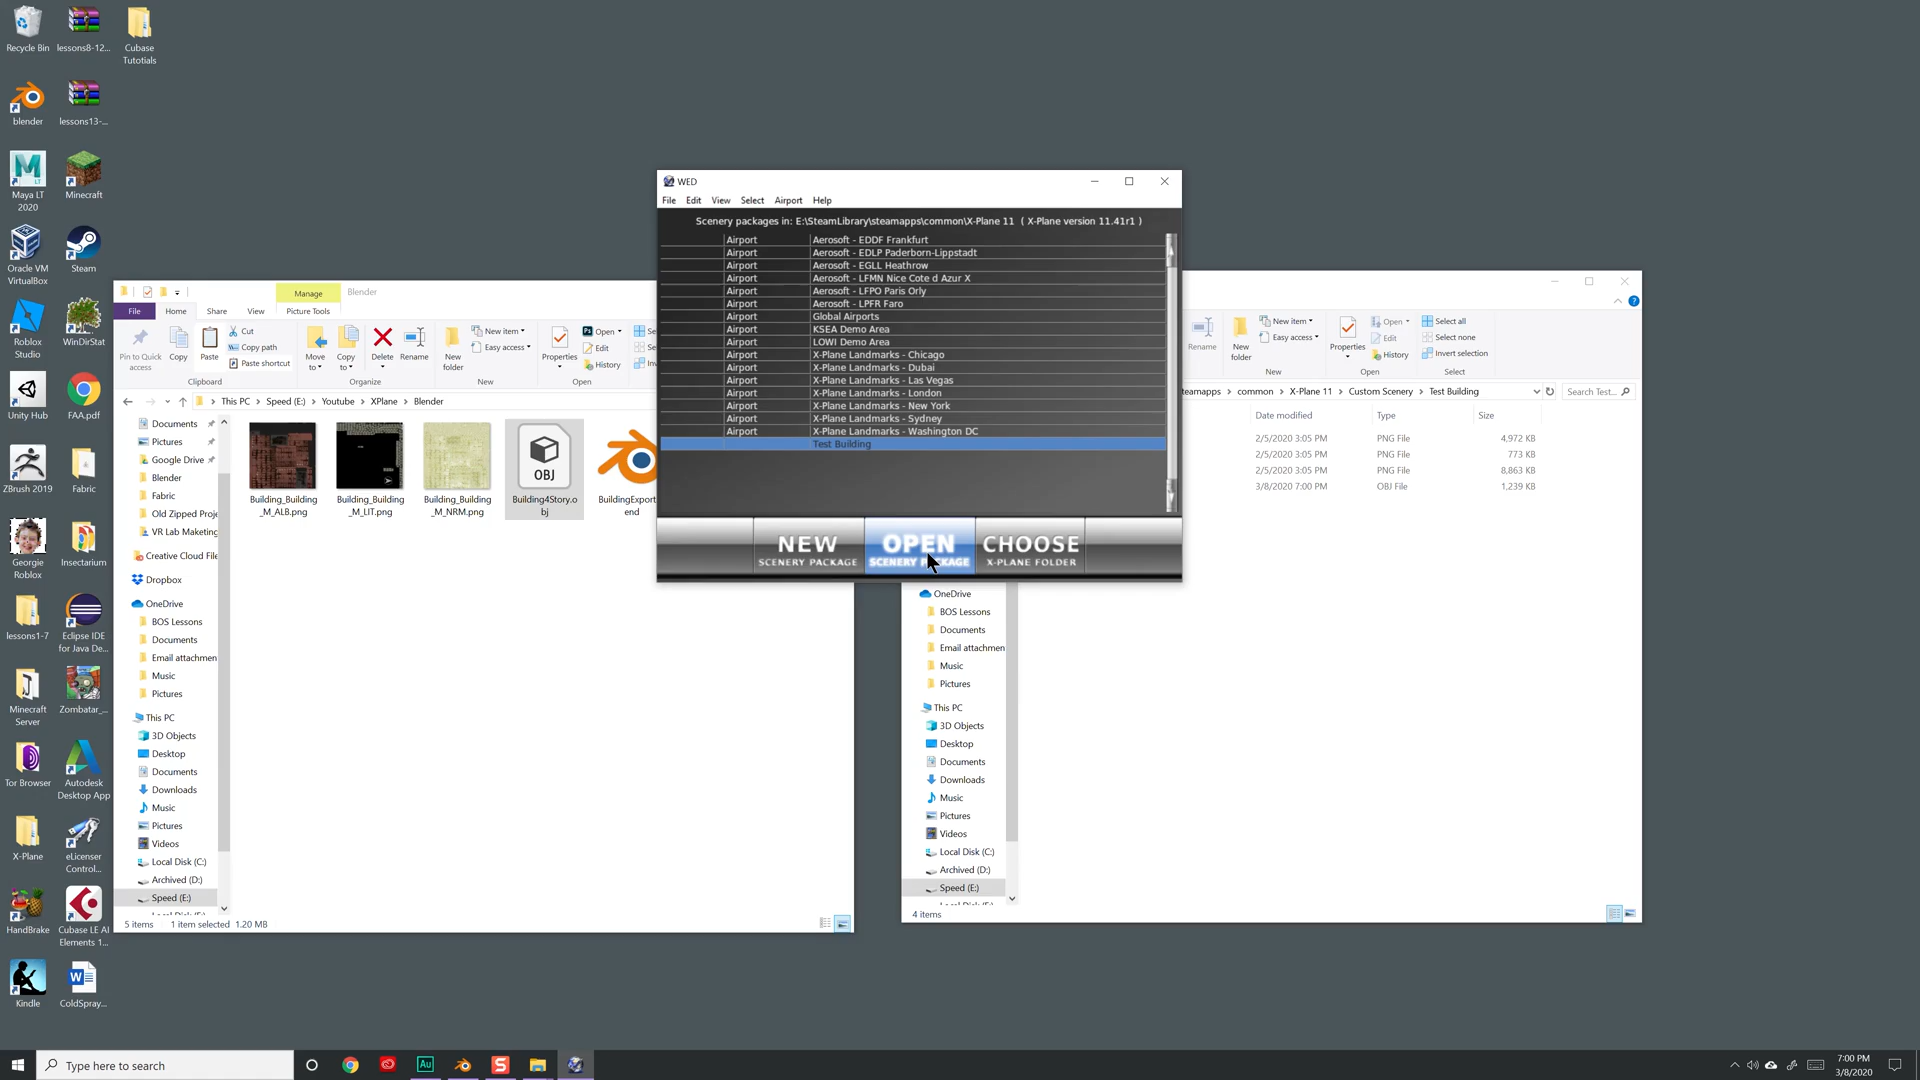 Recycle Bin
lessons8-12...
Cubase
Tutotials
blender
lessons13-...
Maya LT
2020
Minecraft
Oracle VM
VirtualBox
Steam
Roblox
Studio
WinDirStat
Unity Hub
FAA.pdf
ZBrush 2019
Fabric
Georgie
Roblox
Insectarium
lessons1-7
Eclipse IDE
for Java De...
Minecraft
Server
Zombatar_...
Tor Browser
Autodesk
Desktop App
X-Plane
eLicenser
Control...
HandBrake
Cubase LE AI
Elements 1...
Kindle
ColdSpray...
Manage
Blender
File
Home
Share
View
Picture Tools
Pin to Quick
access
Copy
Paste
Cut
Copy path
Paste shortcut
Clipboard
Move
to
Copy
to
Delete
Rename
Organize
New
folder
New item
Easy access
New
Properties
Open
Edit
History
Open
This PC
Speed (E:)
Youtube
XPlane
Blender
Documents
Pictures
Google Drive
Blender
Fabric
Old Zipped Proje
VR Lab Maketing
Creative Cloud File
Dropbox
OneDrive
BOS Lessons
Documents
Email attachmen
Music
Pictures
This PC
3D Objects
Desktop
Documents
Downloads
Music
Pictures
Videos
Local Disk (C:)
Archived (D:)
Speed (E:)
Building_Building
_M_ALB.png
Building_Building
_M_LIT.png
Building_Building
_M_NRM.png
OBJ
Building4Story.o
bj
BuildingExport
end
5 items
1 item selected
1.20 MB
WED
File
Edit
View
Select
Airport
Help
Scenery packages in: E:\SteamLibrary\steamapps\common\X-Plane 11 ( X-Plane version 11.41r1 )
Airport Aerosoft - EDDF Frankfurt
Airport Aerosoft - EDLP Paderborn-Lippstadt
Airport Aerosoft - EGLL Heathrow
Airport Aerosoft - LFMN Nice Cote d Azur X
Airport Aerosoft - LFPO Paris Orly
Airport Aerosoft - LPFR Faro
Airport Global Airports
Airport KSEA Demo Area
Airport LOWI Demo Area
Airport X-Plane Landmarks - Chicago
Airport X-Plane Landmarks - Dubai
Airport X-Plane Landmarks - Las Vegas
Airport X-Plane Landmarks - London
Airport X-Plane Landmarks - New York
Airport X-Plane Landmarks - Sydney
Airport X-Plane Landmarks - Washington DC
Test Building
NEW
SCENERY PACKAGE
OPEN
SCENERY PACKAGE
CHOOSE
X-PLANE FOLDER
Rename
New
folder
New item
Easy access
New
Properties
Open
Edit
History
Open
Select all
Select none
Invert selection
Select
teamapps
common
X-Plane 11
Custom Scenery
Test Building
Search Test...
Date modified
Type
Size
2/5/2020 3:05 PM PNG File 4,972 KB
2/5/2020 3:05 PM PNG File 773 KB
2/5/2020 3:05 PM PNG File 8,863 KB
3/8/2020 7:00 PM OBJ File 1,239 KB
OneDrive
BOS Lessons
Documents
Email attachmen
Music
Pictures
This PC
3D Objects
Desktop
Documents
Downloads
Music
Pictures
Videos
Local Disk (C:)
Archived (D:)
Speed (E:)
4 items
Type here to search
7:00 PM
3/8/2020